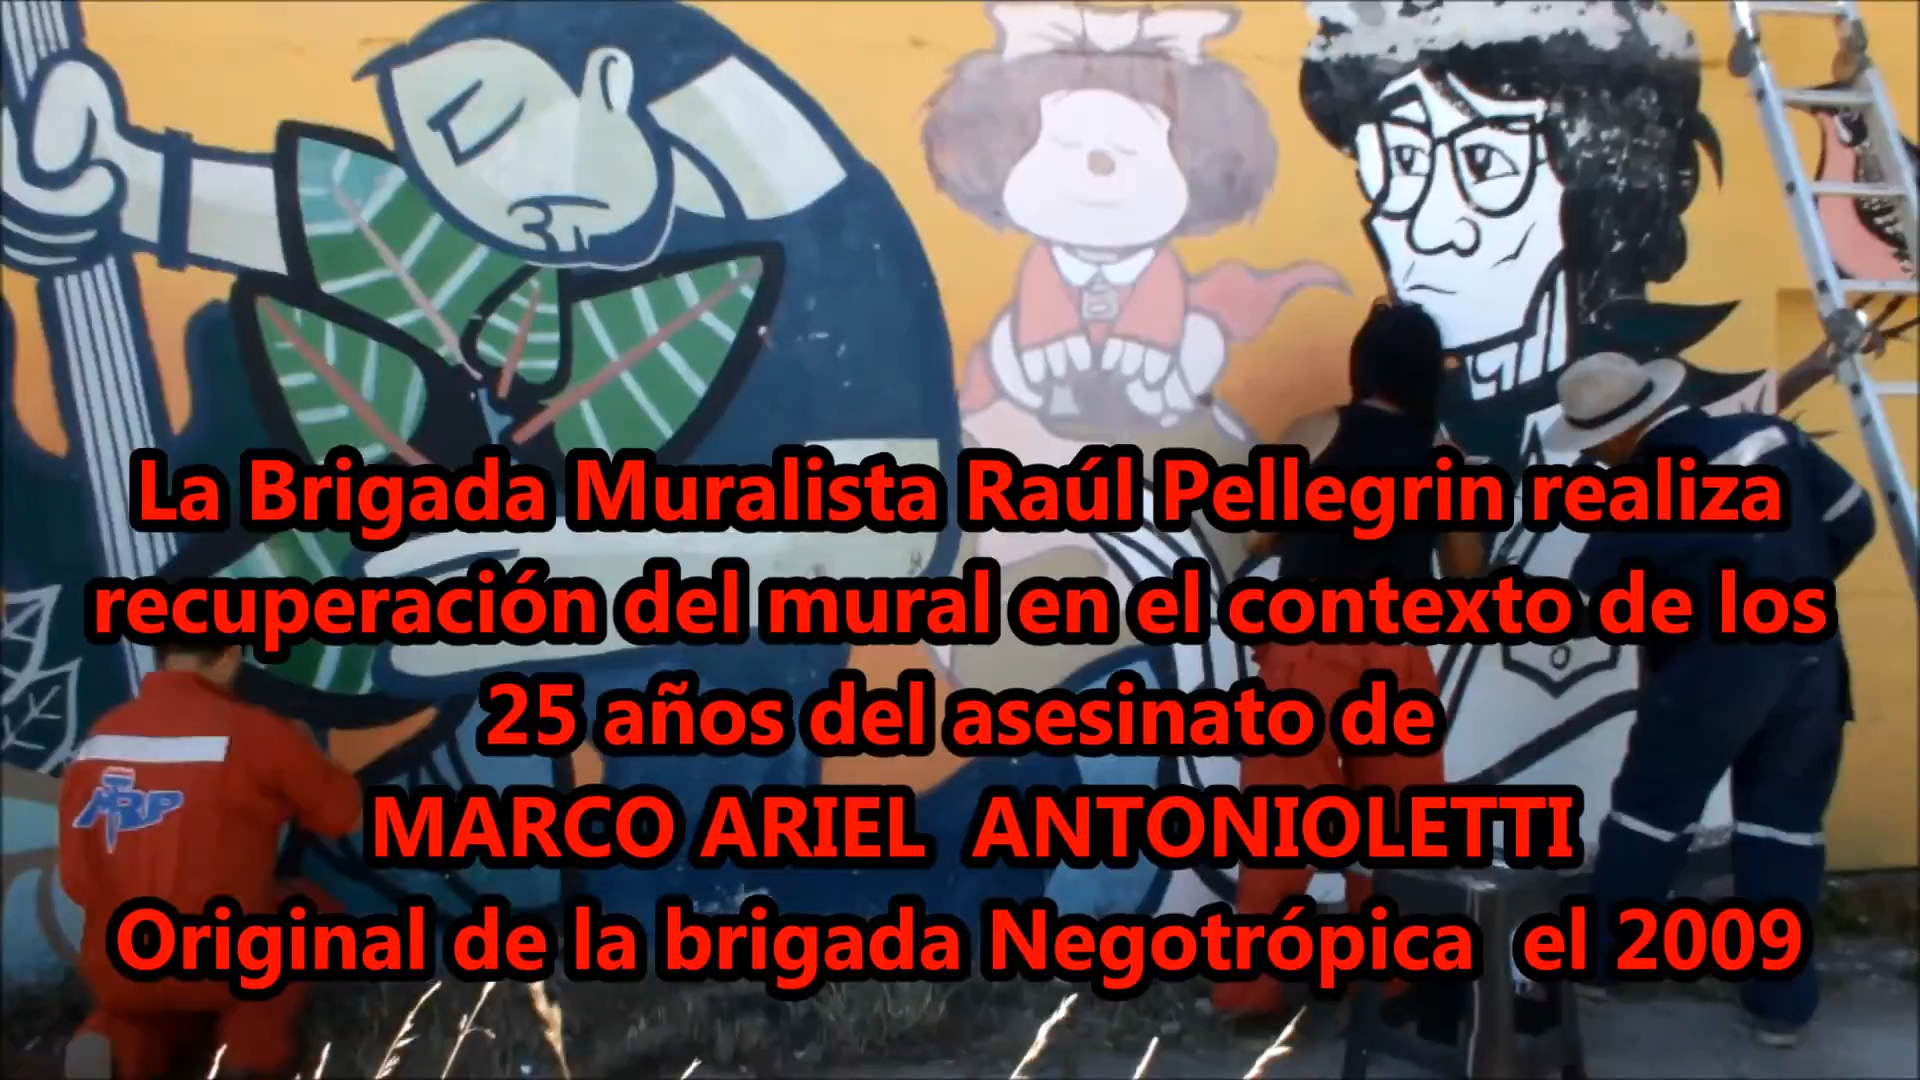 La Brigada Muralista Raúl Pellegrin realiza
recuperación del mural en el contexto de los
25 años del asesinato de
MARCO ARIEL ANTONIOLETTI
Original de la brigada Negotrópica el 2009
MRP